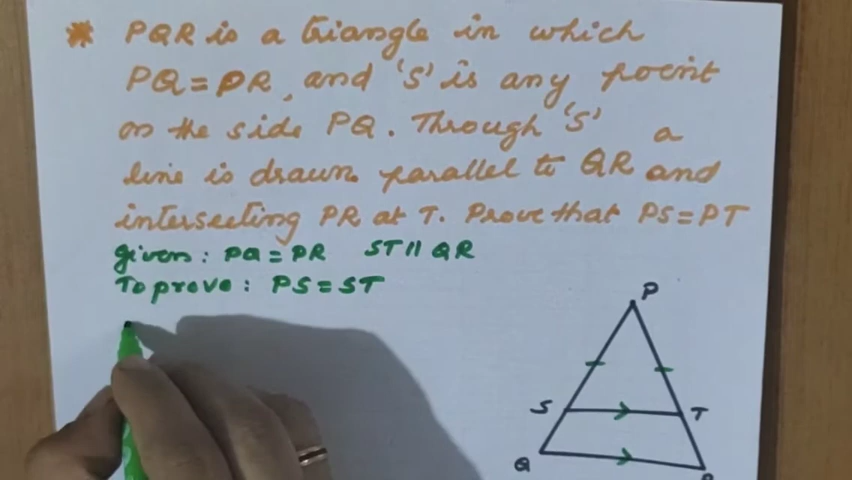 * PQR is a triangle in which
PQ = PR, and 'S' is any point
on the side PQ. Through 'S' a
line is drawn parallel to QR and
intersecting PR at T. Prove that PS = PT
Given: PQ = PR ST || QR
To prove: PS = ST
P
S T
Q R